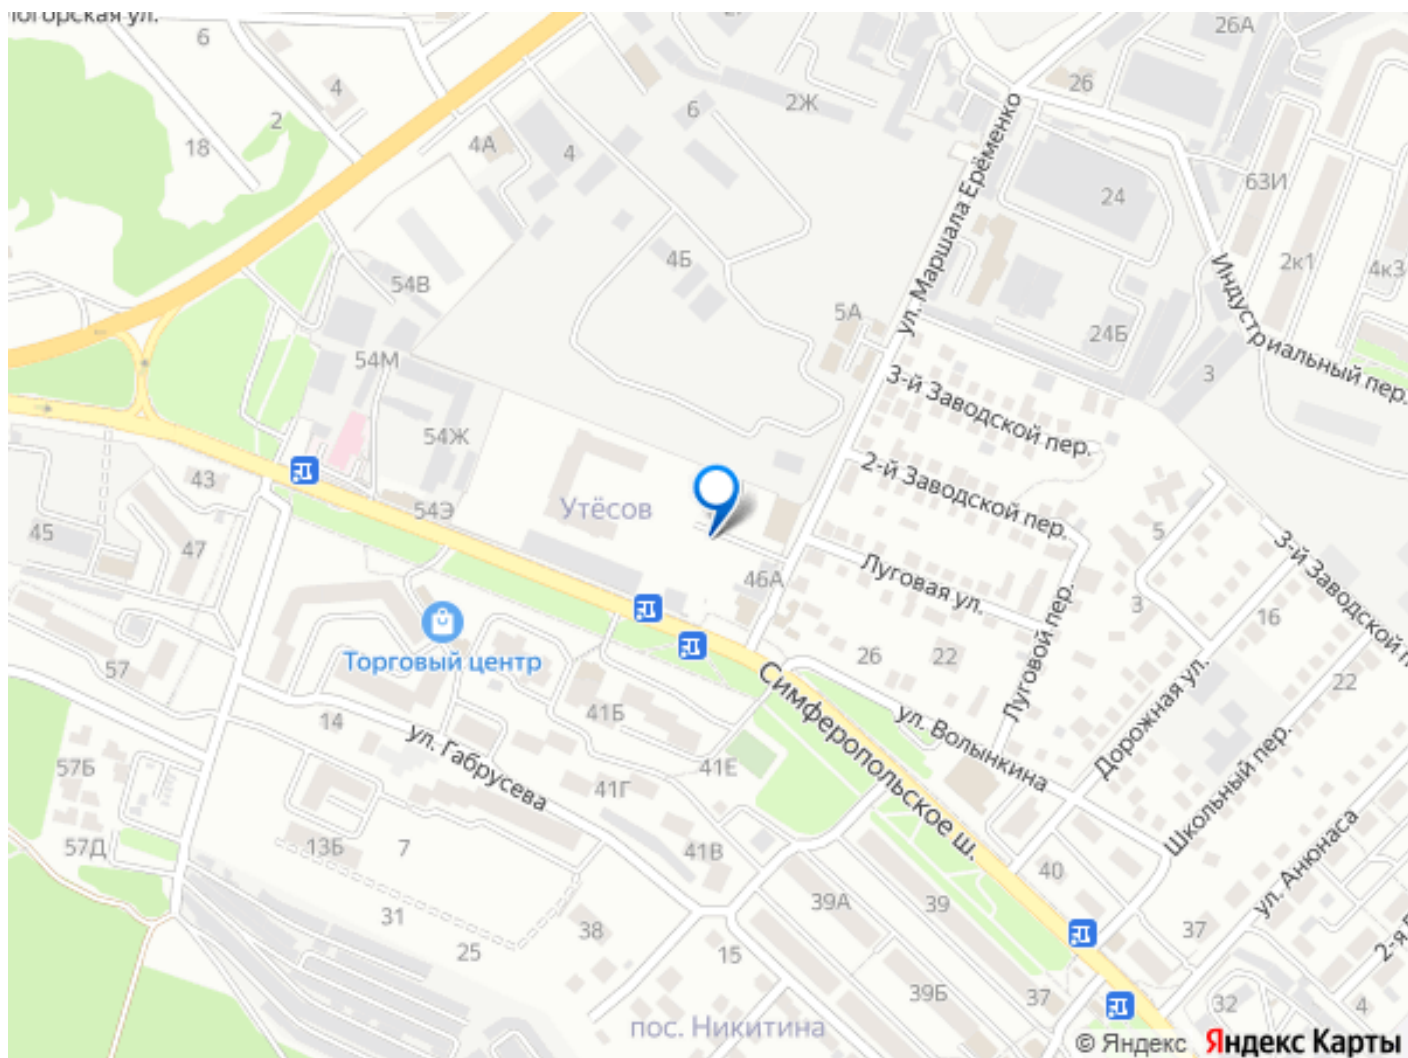 6
4
2
18
4А
4
6
2Ж
26А
26
24
63И
2к1
4к3
ул. Маршала Ерёменко
4Б
54В
5А
24Б
3
Индустриальный пер.
54М
3-й Заводской пер.
54Ж
2-й Заводской пер.
43
54Э
Утёсов
45
47
46А
Луговая ул.
5
3
3-й Заводской
16
Луговой пер.
57
Торговый центр
26
22
Дорожная ул.
22
14
41Б
Симферопольское ш.
ул. Волынкина
ул. Габрусева
41Е
57Б
41Г
Школьный пер.
57Д
13Б
7
41В
40
ул. Анюнаса
31
25
38
39А
39
37
15
39Б
37
32
4
пос. Никитина
© Яндекс Яндекс Карты